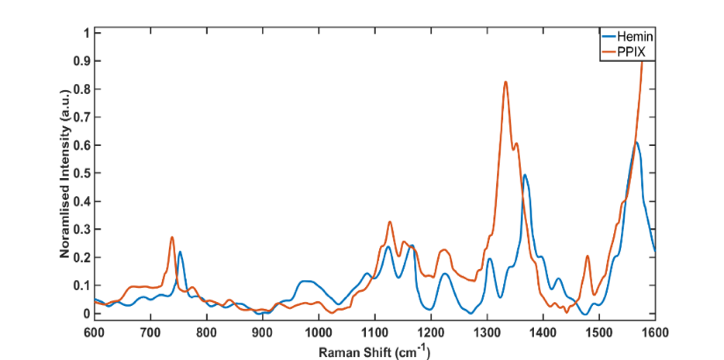 1
0.9
0.8
0.7
0.6
0.5
0.4
0.3
0.2
0.1
0
Noramlised Intensity (a.u.)
Hemin
PPIX
600 700 800 900 1000 1100 1200 1300 1400 1500 1600
Raman Shift (cm⁻¹)